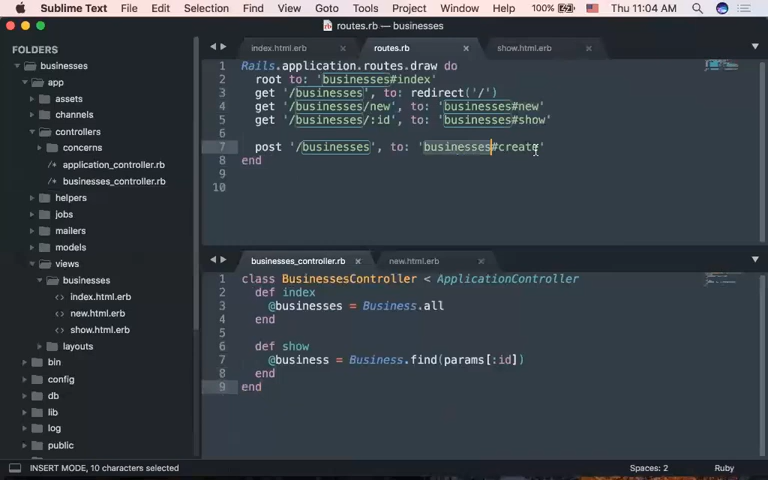 Sublime Text File Edit Selection Find View Goto Tools Project Window Help 100% Thu 11:04 AM
routes.rb — businesses
FOLDERS
businesses
app
assets
channels
controllers
concerns
application_controller.rb
businesses_controller.rb
helpers
jobs
mailers
models
views
businesses
index.html.erb
new.html.erb
show.html.erb
layouts
bin
config
db
lib
log
public
index.html.erb routes.rb show.html.erb
1 Rails.application.routes.draw do
2 root to: 'businesses#index'
3 get '/businesses', to: redirect('/')
4 get '/businesses/new', to: 'businesses#new'
5 get '/businesses/:id', to: 'businesses#show'
6
7 post '/businesses', to: 'businesses#create'
8 end
9
10
businesses_controller.rb new.html.erb
1 class BusinessesController < ApplicationController
2 def index
3 @businesses = Business.all
4 end
5
6 def show
7 @business = Business.find(params[:id])
8 end
9 end
INSERT MODE, 10 characters selected Spaces: 2 Ruby